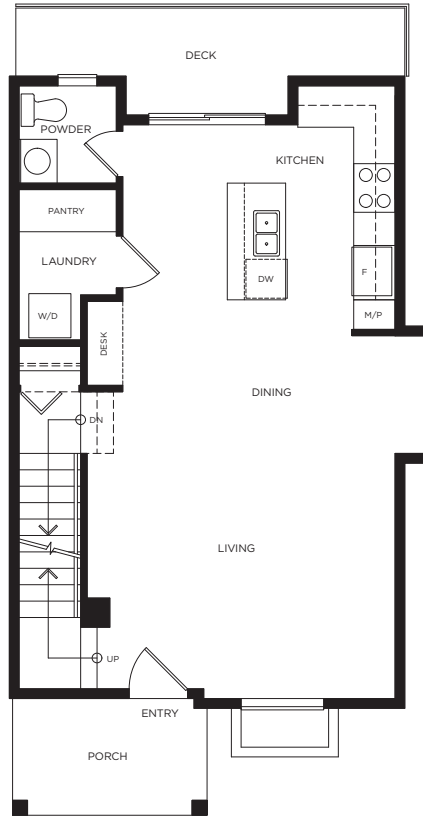 DECK
POWDER
KITCHEN
PANTRY
LAUNDRY
F
DW
W/D
M/P
DESK
DINING
DN
LIVING
UP
ENTRY
PORCH